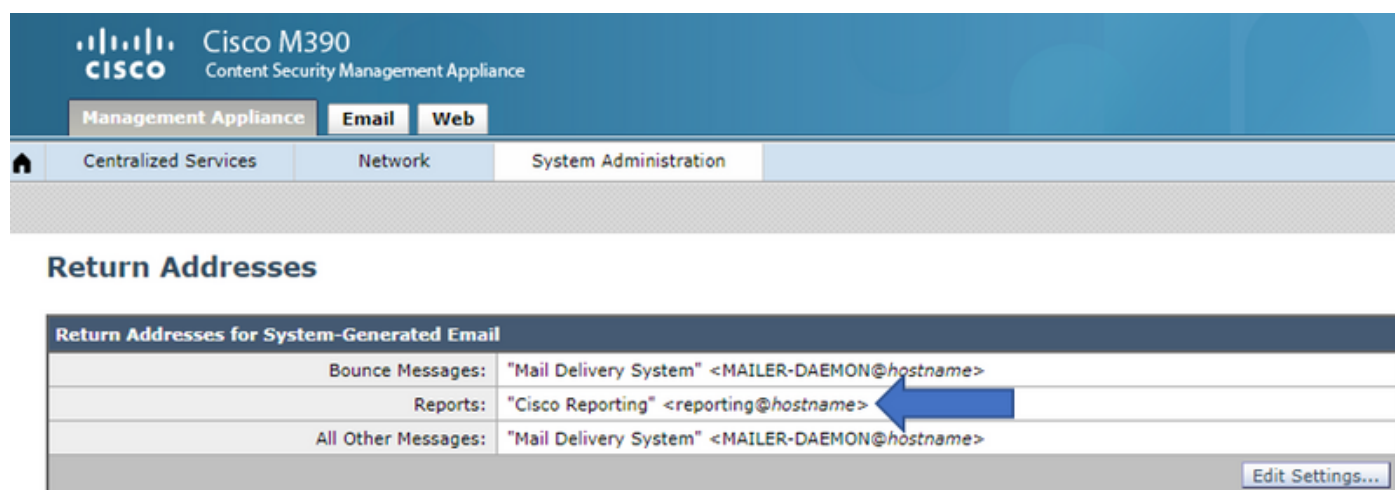 Cisco M390
CISCO Content Security Management Appliance
Management Appliance Email Web
Centralized Services Network System Administration
Return Addresses
Return Addresses for System-Generated Email
Bounce Messages: "Mail Delivery System" <MAILER-DAEMON@hostname>
Reports: "Cisco Reporting" <reporting@hostname>
All Other Messages: "Mail Delivery System" <MAILER-DAEMON@hostname>
Edit Settings...